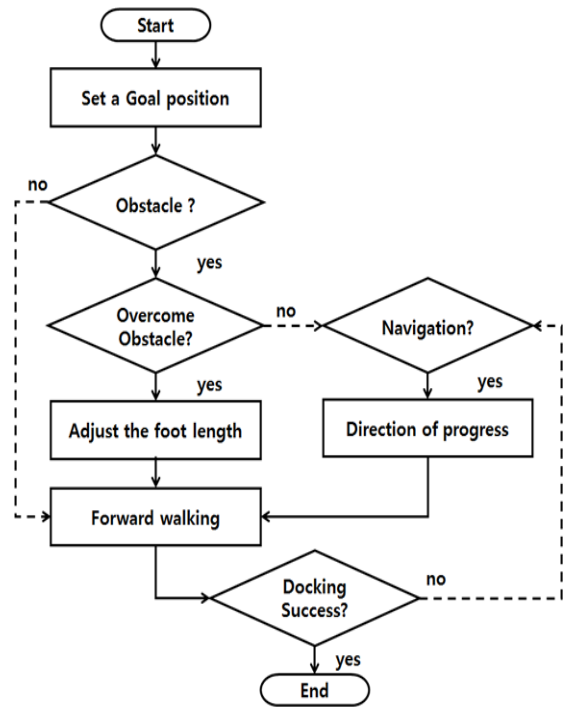 Start
Set a Goal position
no
Obstacle ?
yes
Overcome
Obstacle?
no
Navigation?
yes
yes
Adjust the foot length
Direction of progress
Forward walking
Docking
Success?
no
yes
End